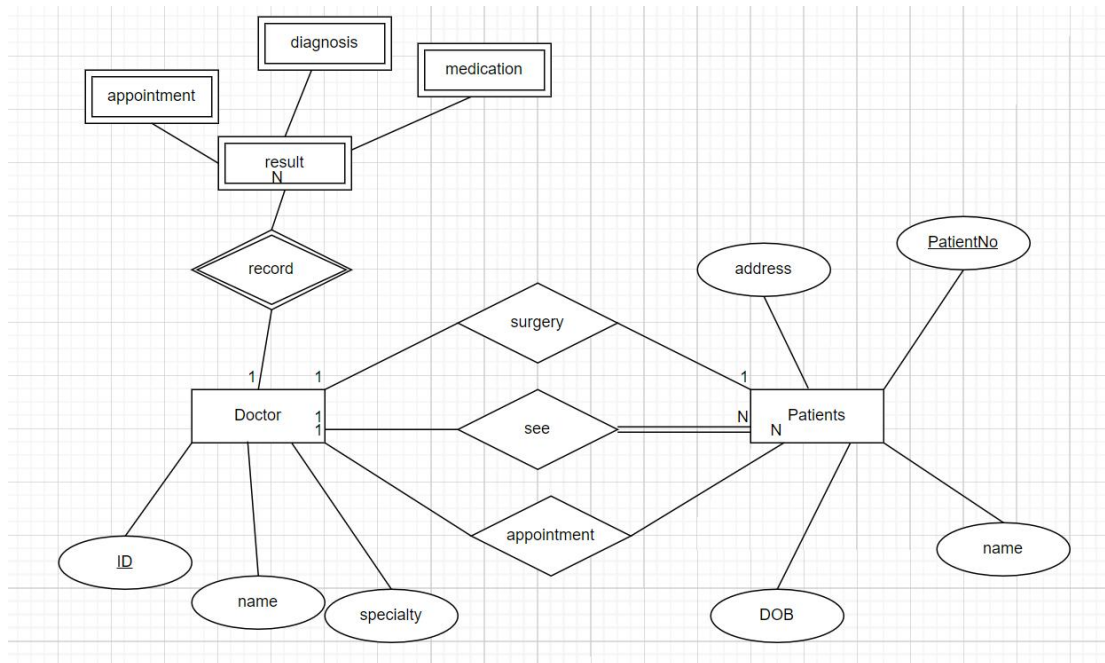 diagnosis
medication
appointment
result
N
record
PatientNo
address
surgery
1
1
1
Doctor
1
1
see
N
N
Patients
appointment
ID
name
specialty
DOB
name